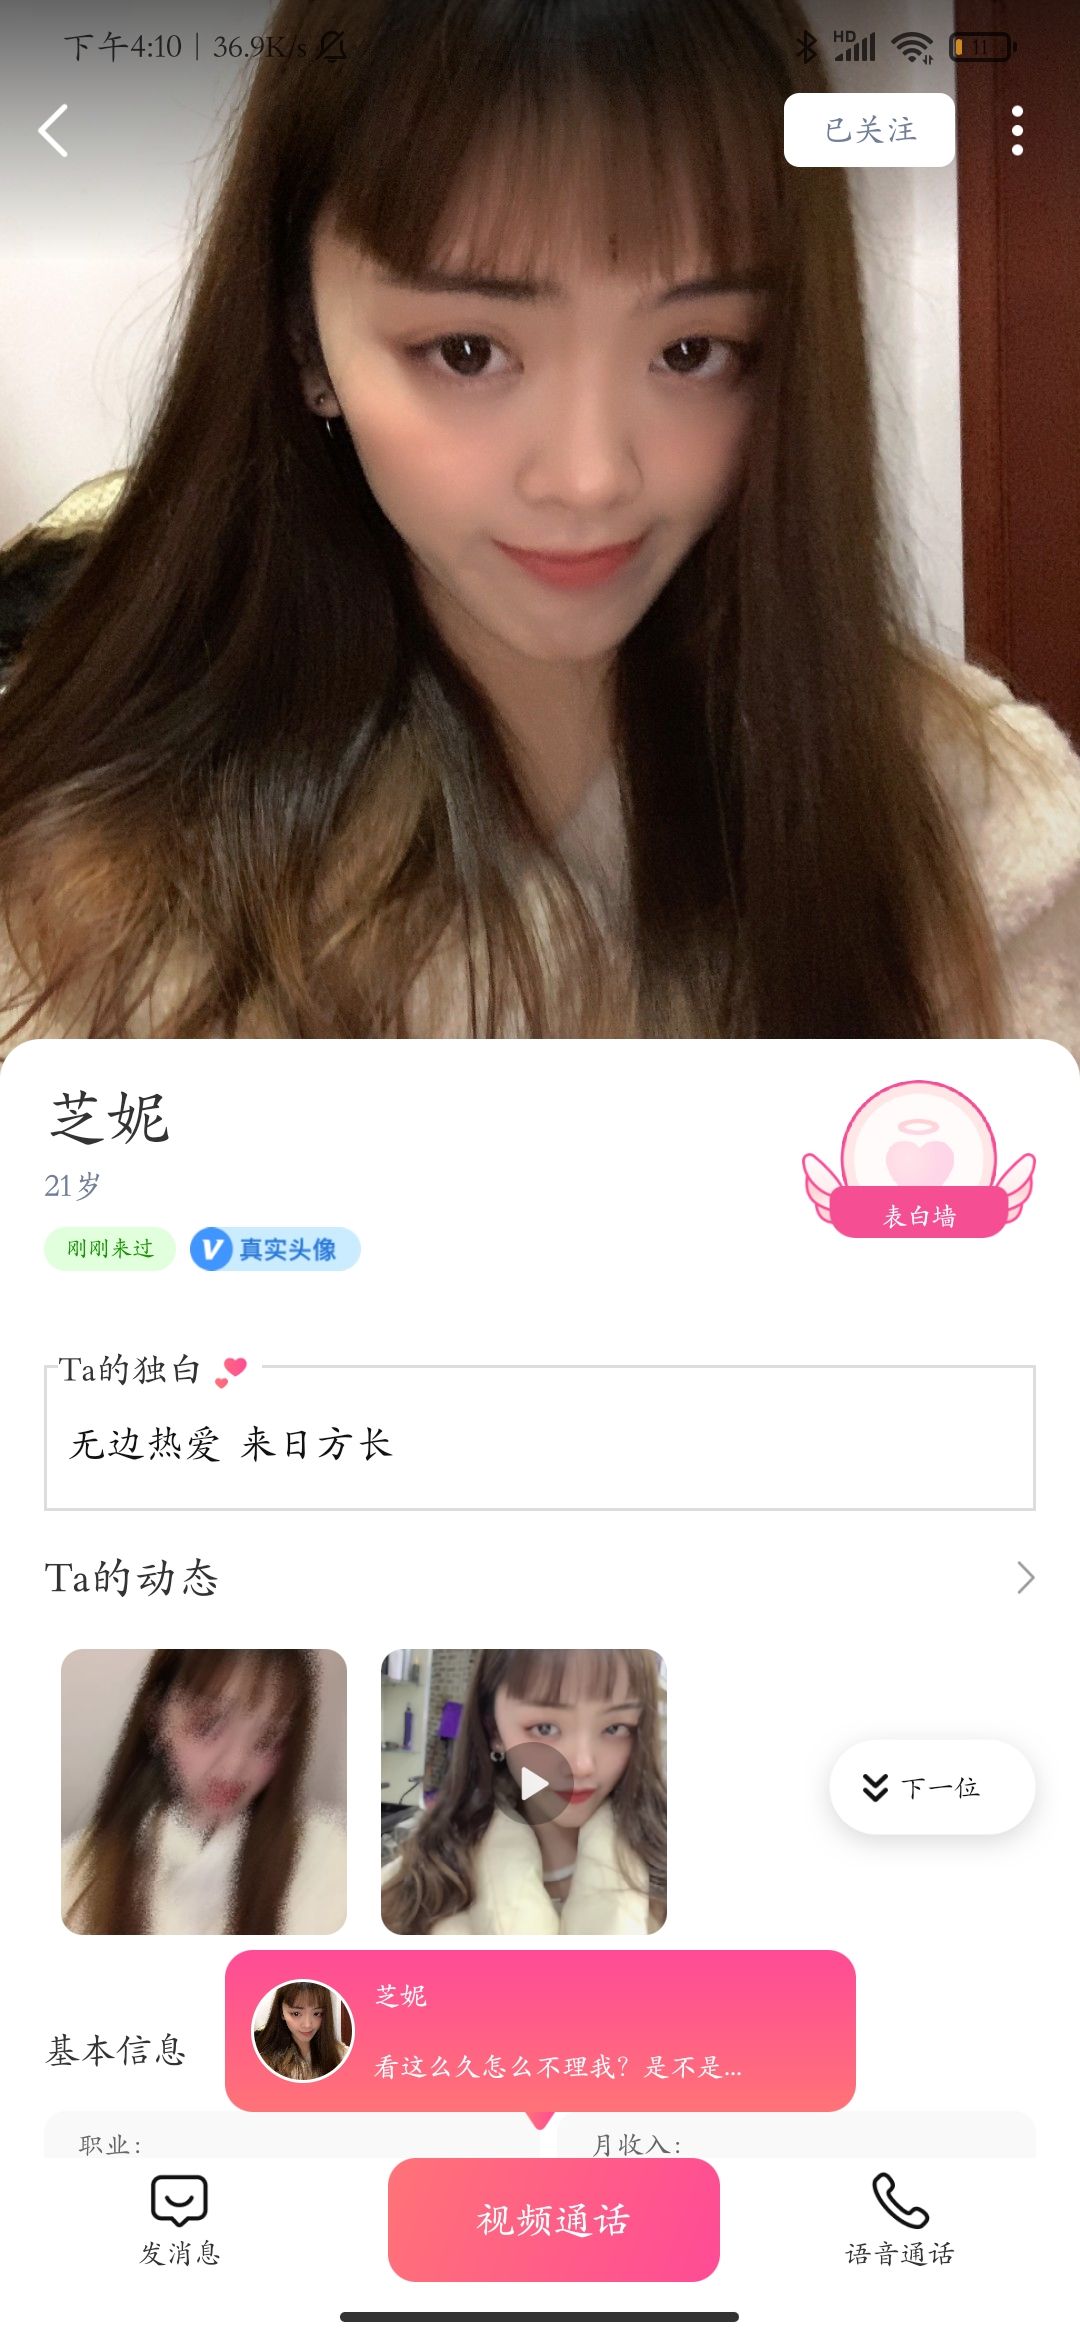 下午4:10 | 36.9K/s
HD
11
已关注
芝妮
21岁
表白墙
刚刚来过
V 真实头像
Ta的独白
无边热爱 来日方长
Ta的动态
下一位
芝妮
看这么久怎么不理我？是不是...
基本信息
职业：
月收入：
发消息
视频通话
语音通话